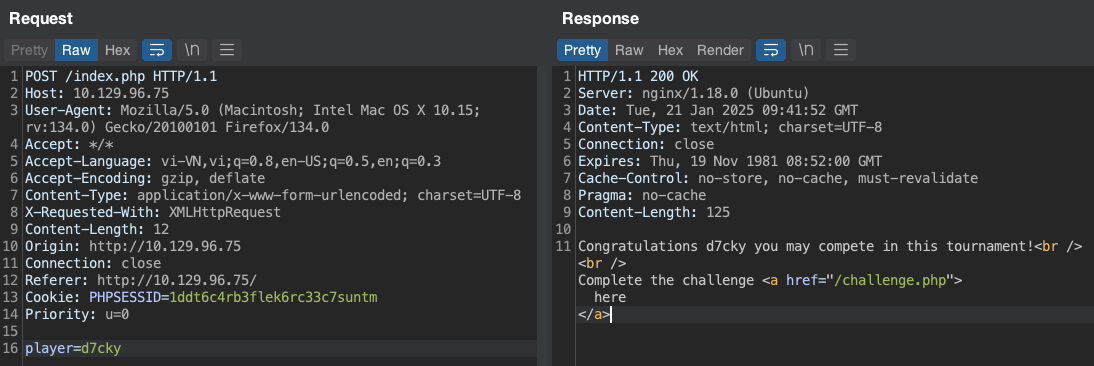 Request
Pretty Raw Hex \n
1 POST /index.php HTTP/1.1
2 Host: 10.129.96.75
3 User-Agent: Mozilla/5.0 (Macintosh; Intel Mac OS X 10.15;
rv:134.0) Gecko/20100101 Firefox/134.0
4 Accept: */*
5 Accept-Language: vi-VN,vi;q=0.8,en-US;q=0.5,en;q=0.3
6 Accept-Encoding: gzip, deflate
7 Content-Type: application/x-www-form-urlencoded; charset=UTF-8
8 X-Requested-With: XMLHttpRequest
9 Content-Length: 12
10 Origin: http://10.129.96.75
11 Connection: close
12 Referer: http://10.129.96.75/
13 Cookie: PHPSESSID=1ddt6c4rb3flek6rc33c7suntm
14 Priority: u=0
15
16 player=d7cky
Response
Pretty Raw Hex Render \n
1 HTTP/1.1 200 OK
2 Server: nginx/1.18.0 (Ubuntu)
3 Date: Tue, 21 Jan 2025 09:41:52 GMT
4 Content-Type: text/html; charset=UTF-8
5 Connection: close
6 Expires: Thu, 19 Nov 1981 08:52:00 GMT
7 Cache-Control: no-store, no-cache, must-revalidate
8 Pragma: no-cache
9 Content-Length: 125
10
11 Congratulations d7cky you may compete in this tournament!<br />
<br />
Complete the challenge <a href="/challenge.php">
here
</a>